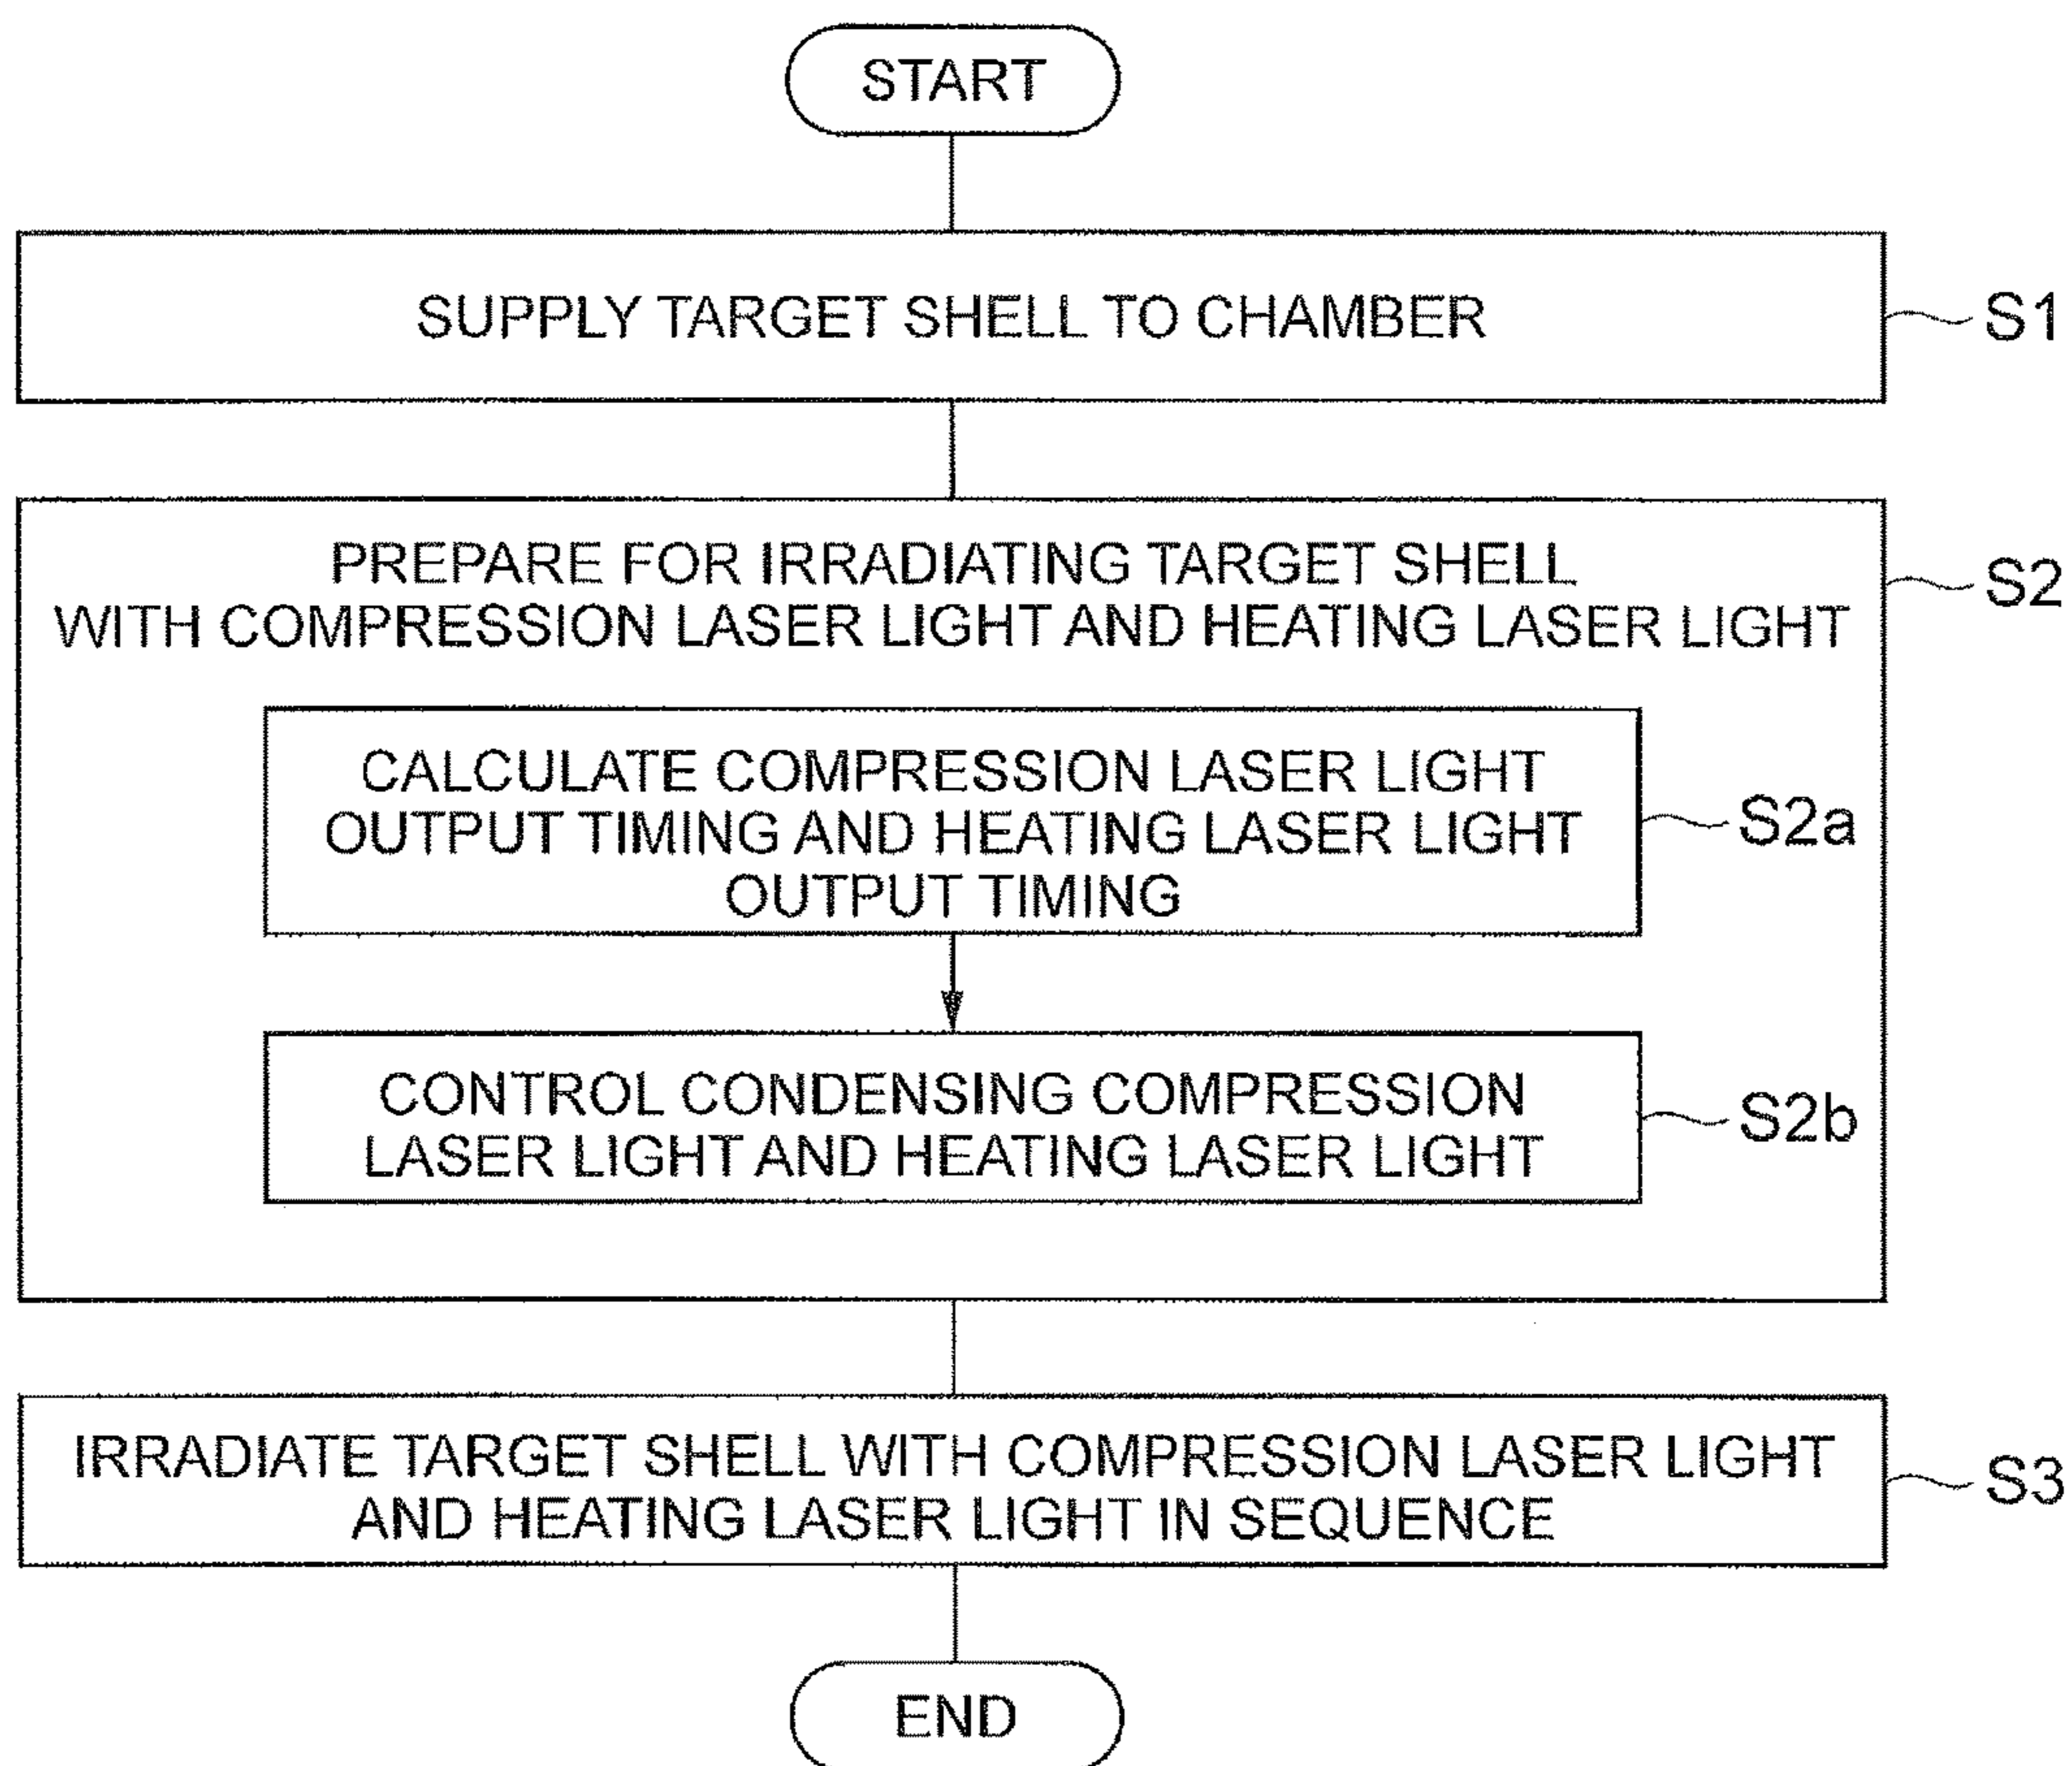 START
SUPPLY TARGET SHELL TO CHAMBER
S1
PREPARE FOR IRRADIATING TARGET SHELL
WITH COMPRESSION LASER LIGHT AND HEATING LASER LIGHT
S2
CALCULATE COMPRESSION LASER LIGHT
OUTPUT TIMING AND HEATING LASER LIGHT
OUTPUT TIMING
S2a
CONTROL CONDENSING COMPRESSION
LASER LIGHT AND HEATING LASER LIGHT
S2b
IRRADIATE TARGET SHELL WITH COMPRESSION LASER LIGHT
AND HEATING LASER LIGHT IN SEQUENCE
S3
END